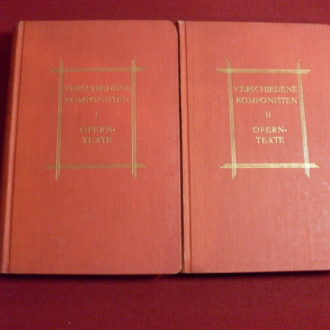 VERSCHIEDENE
KOMPONISTEN
I
OPERN-
TEXTE
VERSCHIEDENE
KOMPONISTEN
II
OPERN-
TEXTE